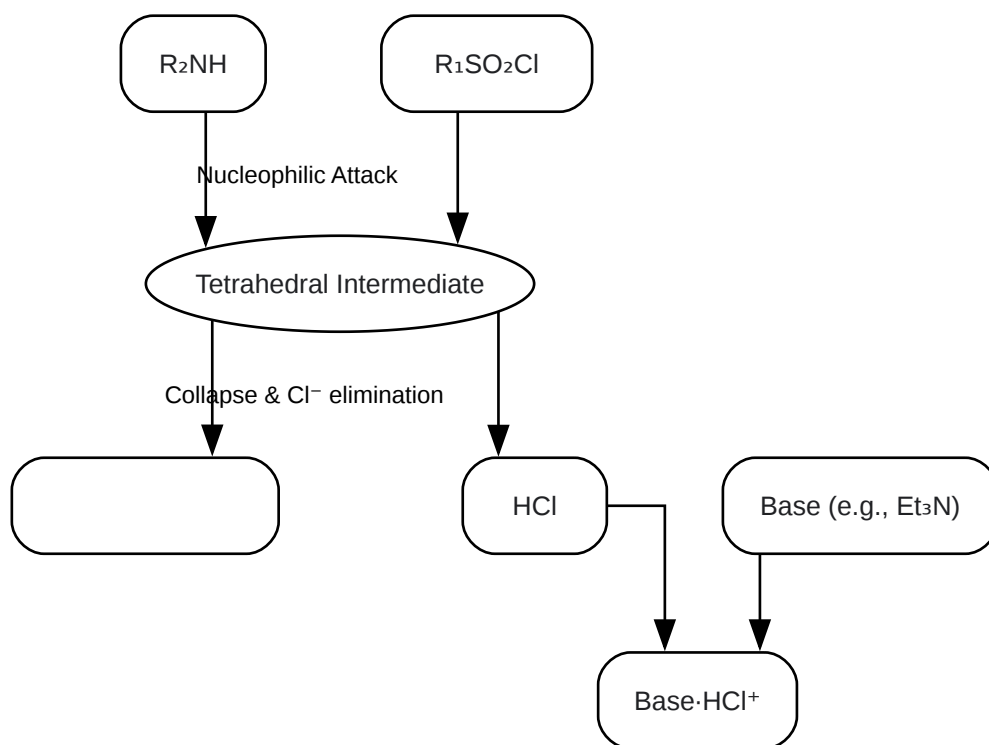 R₂NH
R₁SO₂Cl
Nucleophilic Attack
Tetrahedral Intermediate
Collapse & Cl⁻ elimination
HCl
Base (e.g., Et₃N)
Base·HCl⁺